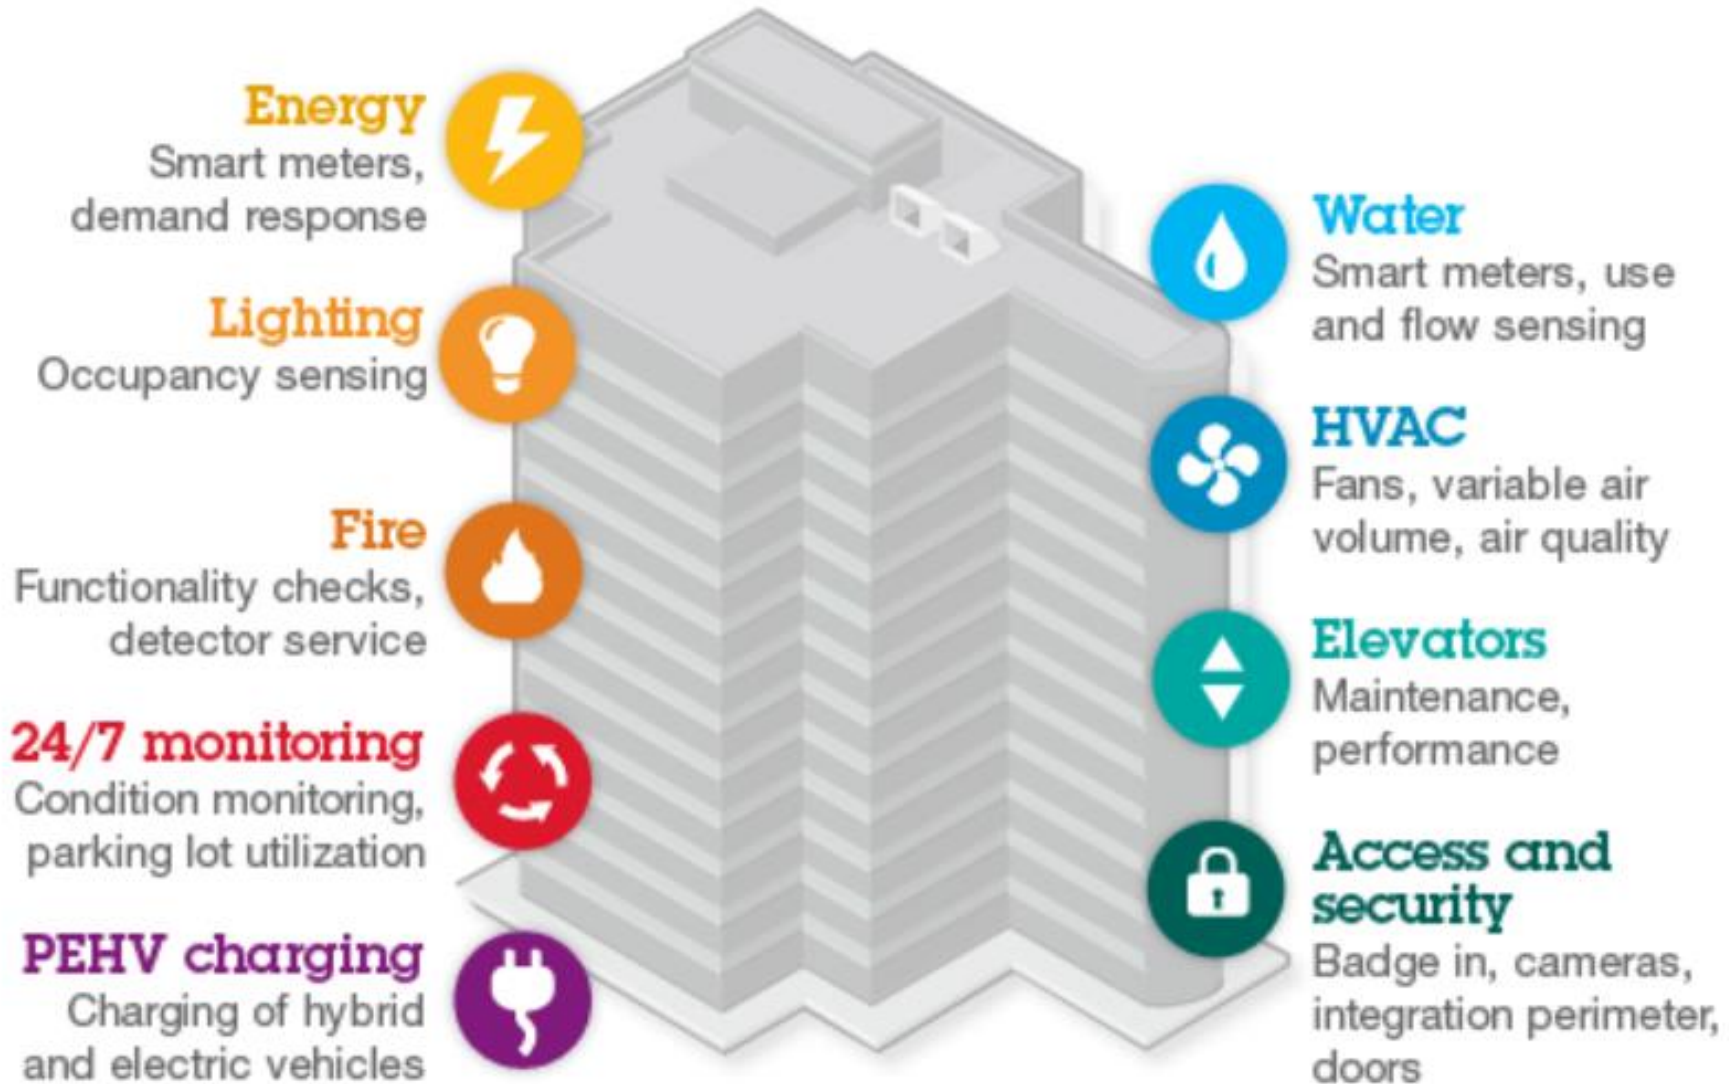 Energy
Smart meters,
demand response
Lighting
Occupancy sensing
Fire
Functionality checks,
detector service
24/7 monitoring
Condition monitoring,
parking lot utilization
PEHV charging
Charging of hybrid
and electric vehicles
Water
Smart meters, use
and flow sensing
HVAC
Fans, variable air
volume, air quality
Elevators
Maintenance,
performance
Access and
security
Badge in, cameras,
integration perimeter,
doors